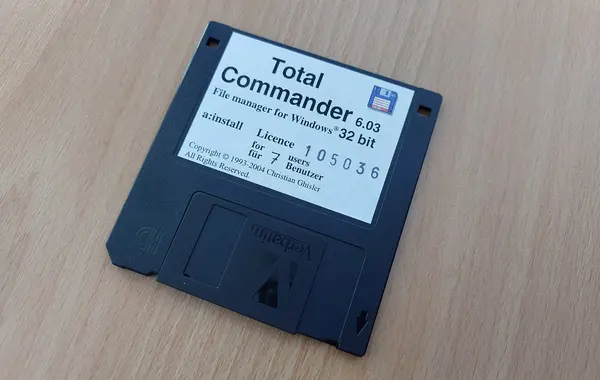 Total
Commander 6.03
File manager for Windows® 32 bit
a:install Licence 105036
for 7 users
für Benutzer
Copyright © 1993-2004 Christian Ghisler
All Rights Reserved.
Verbatim